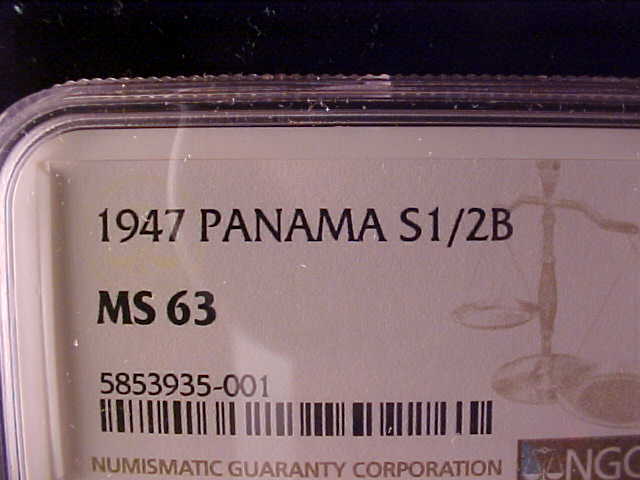 1947 PANAMA S1/2B
MS 63
5853935-001
NUMISMATIC GUARANTY CORPORATION
NGC